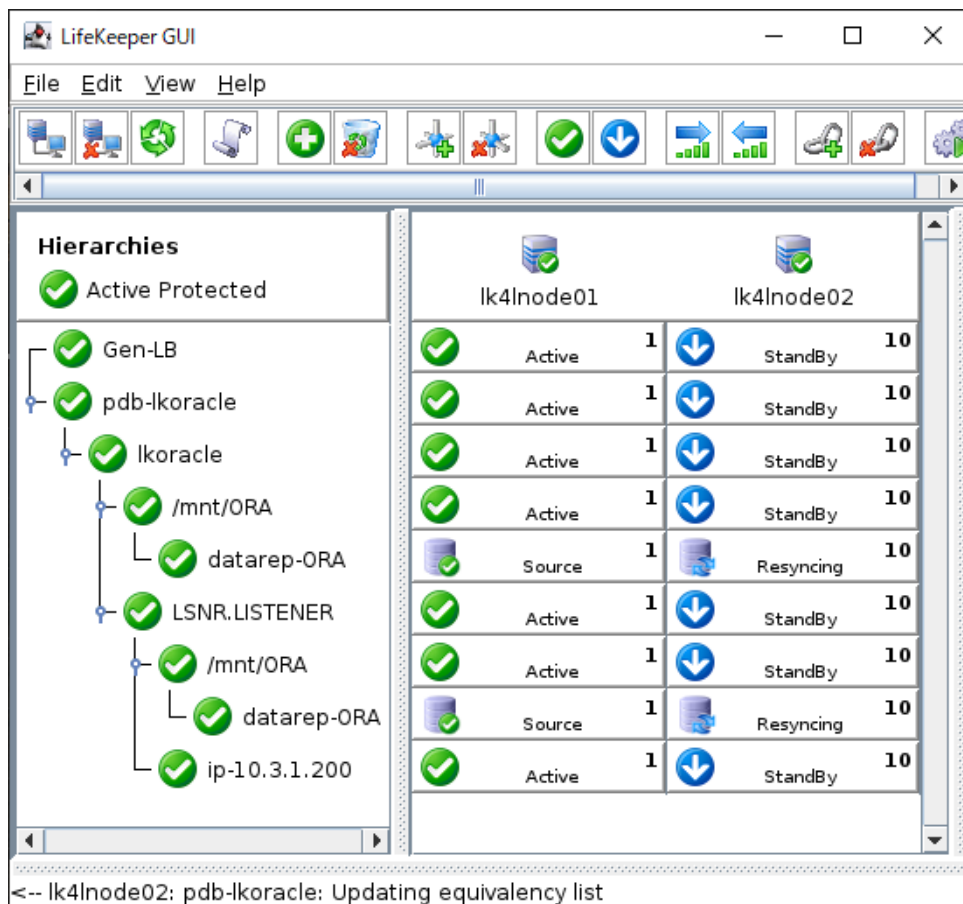 LifeKeeper GUI
File Edit View Help
Hierarchies
Active Protected
lk4lnode01 lk4lnode02
Gen-LB Active 1 StandBy 10
pdb-lkoracle Active 1 StandBy 10
lkoracle Active 1 StandBy 10
/mnt/ORA Active 1 StandBy 10
datarep-ORA Source 1 Resyncing 10
LSNR.LISTENER Active 1 StandBy 10
/mnt/ORA Active 1 StandBy 10
datarep-ORA Source 1 Resyncing 10
ip-10.3.1.200 Active 1 StandBy 10
<-- lk4lnode02: pdb-lkoracle: Updating equivalency list